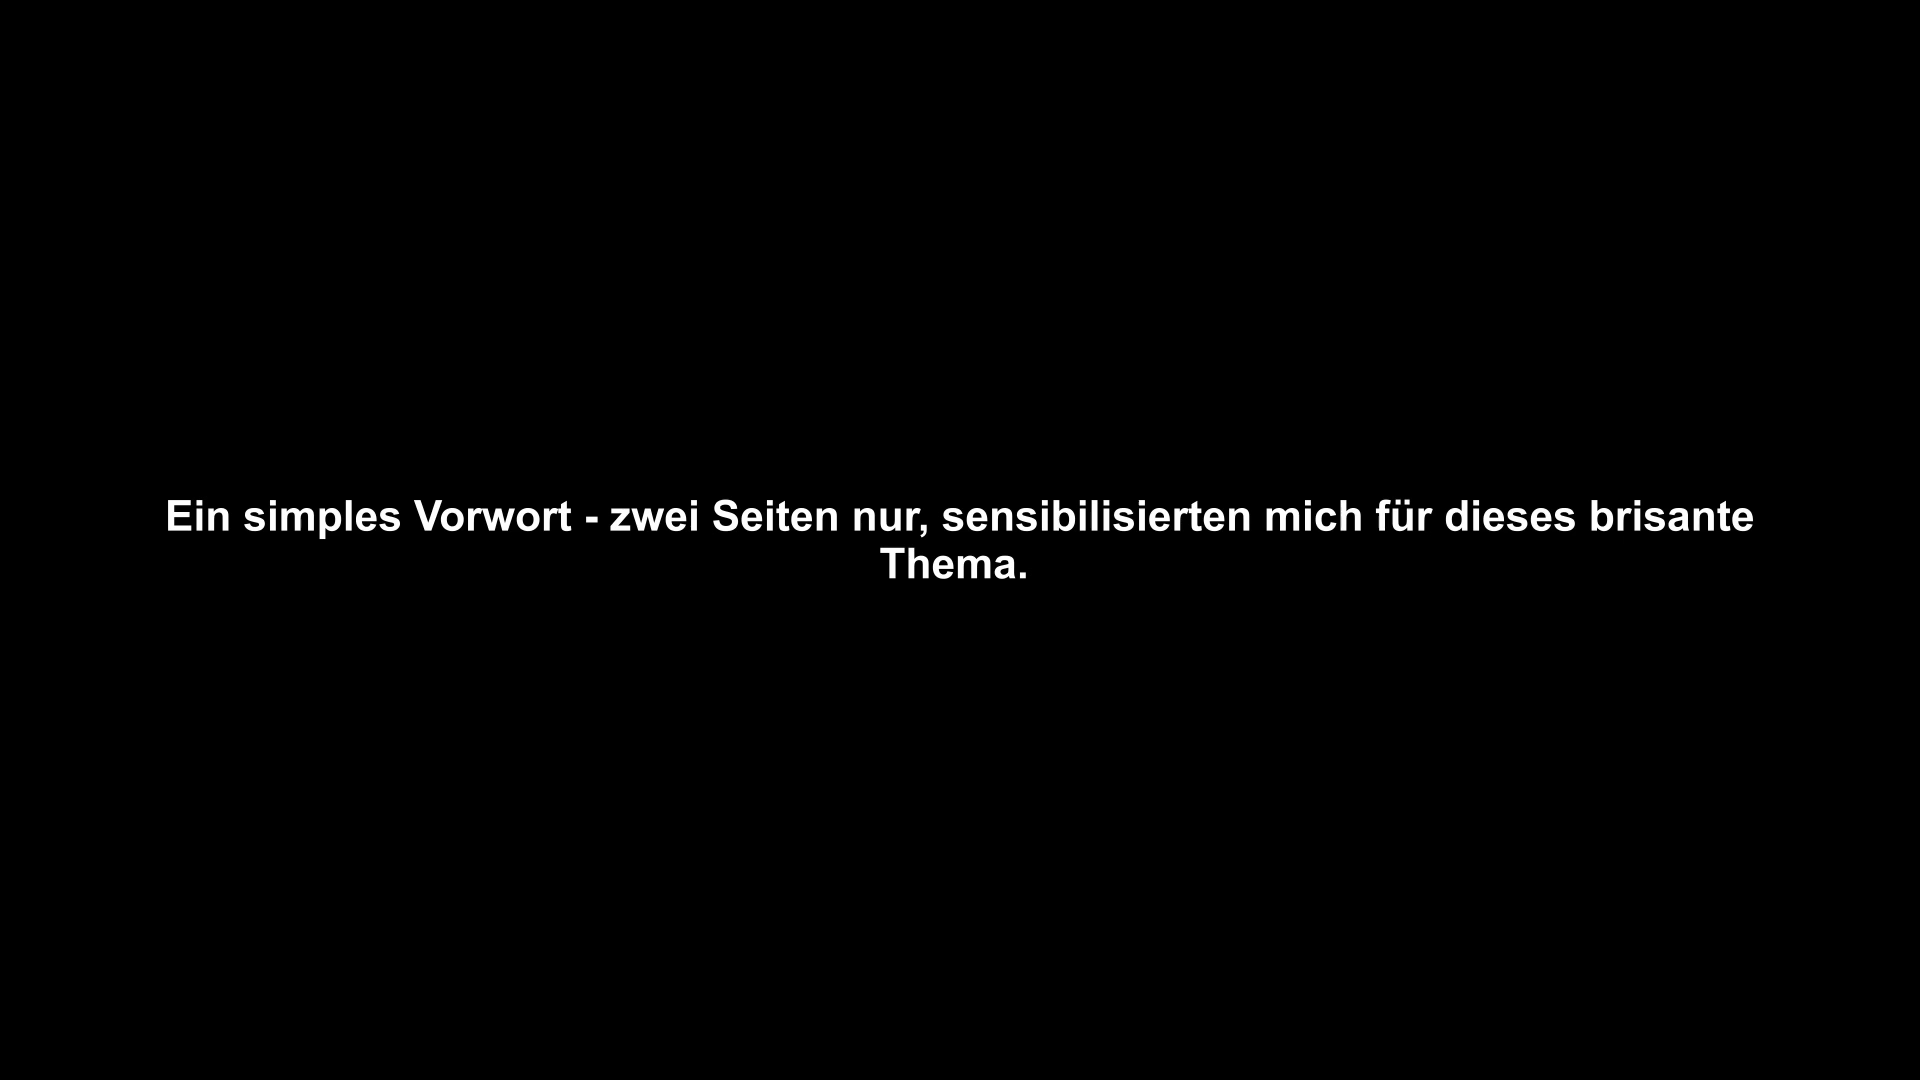 Ein simples Vorwort - zwei Seiten nur, sensibilisierten mich für dieses brisante
Thema.